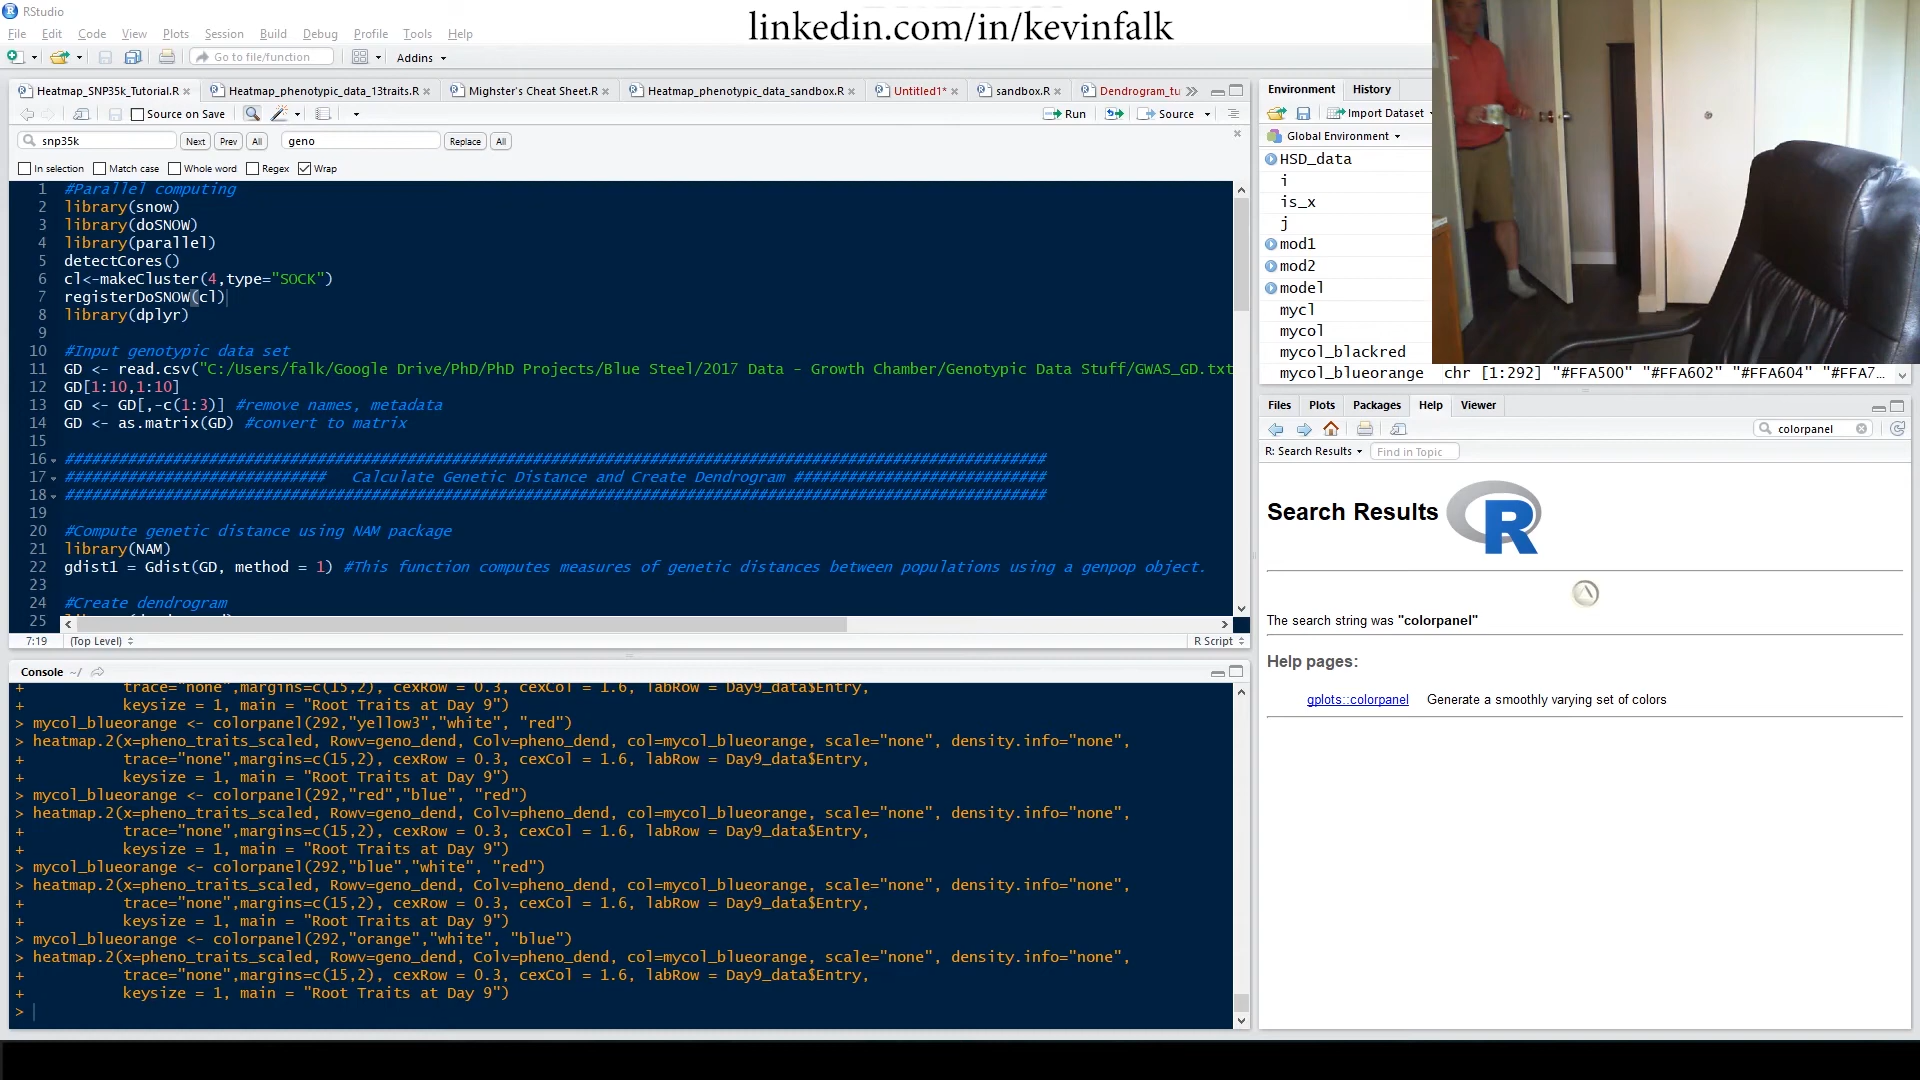 RStudio
linkedin.com/in/kevinfalk
File Edit Code View Plots Session Build Debug Profile Tools Help
Go to file/function
Addins
Heatmap_SNP35k_Tutorial.R Heatmap_phenotypic_data_13traits.R Mighster's Cheat Sheet.R Heatmap_phenotypic_data_sandbox.R Untitled1* sandbox.R Dendrogram_tu
Source on Save Run Source
snp35k Next Prev All geno Replace All
In selection Match case Whole word Regex Wrap
1 #Parallel computing
2 library(snow)
3 library(doSNOW)
4 library(parallel)
5 detectCores()
6 cl<-makeCluster(4,type="SOCK")
7 registerDoSNOW(cl)
8 library(dplyr)
9
10 #Input genotypic data set
11 GD <- read.csv("C:/Users/falk/Google Drive/PhD/PhD Projects/Blue Steel/2017 Data - Growth Chamber/Genotypic Data Stuff/GWAS_GD.txt
12 GD[1:10,1:10]
13 GD <- GD[,-c(1:3)] #remove names, metadata
14 GD <- as.matrix(GD) #convert to matrix
15
16 #############################################################################################################
17 ############################# Calculate Genetic Distance and Create Dendrogram ############################
18 #############################################################################################################
19
20 #Compute genetic distance using NAM package
21 library(NAM)
22 gdist1 = Gdist(GD, method = 1) #This function computes measures of genetic distances between populations using a genpop object.
23
24 #Create dendrogram
25
7:19 (Top Level) R Script
Console ~/
+ trace="none",margins=c(15,2), cexRow = 0.3, cexCol = 1.6, labRow = Day9_data$Entry,
+ keysize = 1, main = "Root Traits at Day 9")
> mycol_blueorange <- colorpanel(292,"yellow3","white", "red")
> heatmap.2(x=pheno_traits_scaled, Rowv=geno_dend, Colv=pheno_dend, col=mycol_blueorange, scale="none", density.info="none",
+ trace="none",margins=c(15,2), cexRow = 0.3, cexCol = 1.6, labRow = Day9_data$Entry,
+ keysize = 1, main = "Root Traits at Day 9")
> mycol_blueorange <- colorpanel(292,"red","blue", "red")
> heatmap.2(x=pheno_traits_scaled, Rowv=geno_dend, Colv=pheno_dend, col=mycol_blueorange, scale="none", density.info="none",
+ trace="none",margins=c(15,2), cexRow = 0.3, cexCol = 1.6, labRow = Day9_data$Entry,
+ keysize = 1, main = "Root Traits at Day 9")
> mycol_blueorange <- colorpanel(292,"blue","white", "red")
> heatmap.2(x=pheno_traits_scaled, Rowv=geno_dend, Colv=pheno_dend, col=mycol_blueorange, scale="none", density.info="none",
+ trace="none",margins=c(15,2), cexRow = 0.3, cexCol = 1.6, labRow = Day9_data$Entry,
+ keysize = 1, main = "Root Traits at Day 9")
> mycol_blueorange <- colorpanel(292,"orange","white", "blue")
> heatmap.2(x=pheno_traits_scaled, Rowv=geno_dend, Colv=pheno_dend, col=mycol_blueorange, scale="none", density.info="none",
+ trace="none",margins=c(15,2), cexRow = 0.3, cexCol = 1.6, labRow = Day9_data$Entry,
+ keysize = 1, main = "Root Traits at Day 9")
>
Environment History
Import Dataset
Global Environment
HSD_data
i
is_x
j
mod1
mod2
model
mycl
mycol
mycol_blackred
mycol_blueorange chr [1:292] "#FFA500" "#FFA602" "#FFA604" "#FFA7...
Files Plots Packages Help Viewer
colorpanel
R: Search Results Find in Topic
Search Results R
The search string was "colorpanel"
Help pages:
gplots::colorpanel Generate a smoothly varying set of colors